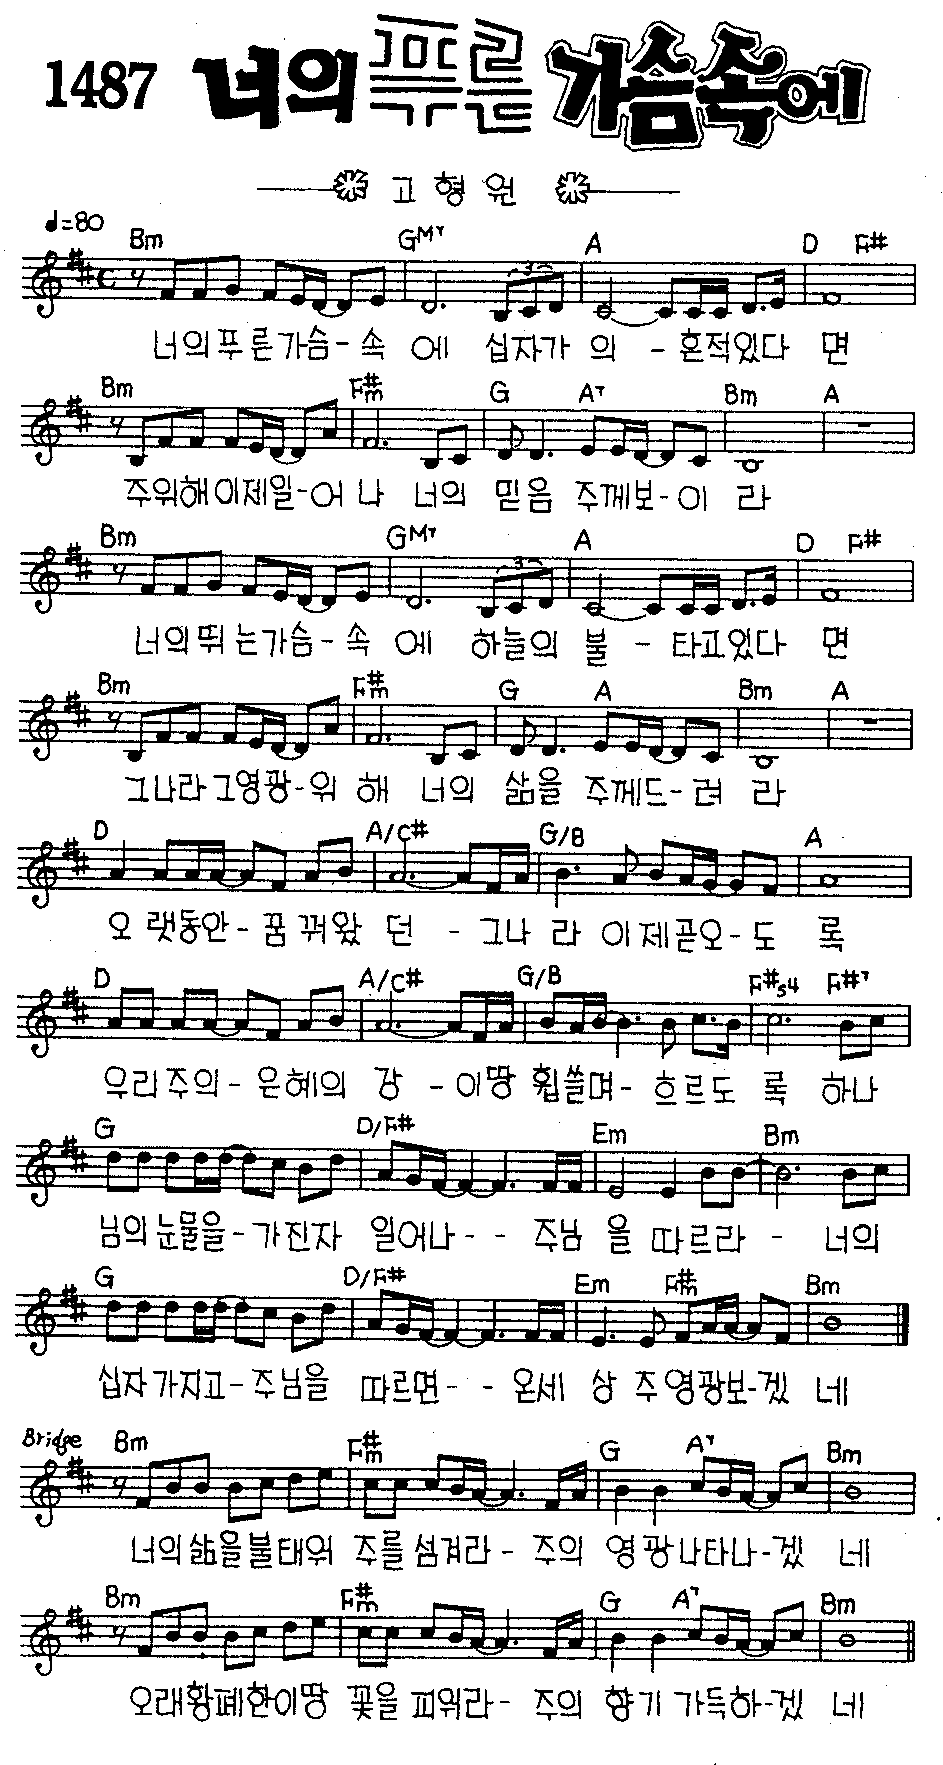 1487 너의 푸른 가슴속에
고 형 원
♩=80
Bm GM7 A D F#
너의푸른가슴-속 에 십자가 의 -흔적있다 면
Bm F#m G A7 Bm A
주위해이제일-어 나 너의 믿음 주께보-이 라
Bm GM7 A D F#
너의뛰는가슴-속 에 하늘의 불 -타고있다 면
Bm F#m G A Bm A
그나라그영광-위 해 너의 삶을 주께드-려 라
D A/C# G/B A
오 랫동안-꿈 꿔왔 던 -그나 라 이제곧오-도 록
D A/C# G/B F#s4 F#7
우리주의-은혜의 강 -이땅 휩쓸며-흐르도 록 하나
G D/F# Em Bm
님의눈물을-가진자 일어나--주님 을 따르라 - 너의
G D/F# Em F#m Bm
십자가지고-주님을 따르면--온세 상 주영광보-겠 네
Bridge Bm F#m G A7 Bm
너의삶을불태워 주를섬겨라-주의 영광나타나-겠 네
Bm F#m G A7 Bm
오래황폐한이땅 꽃을피워라-주의 향기 가득하-겠 네